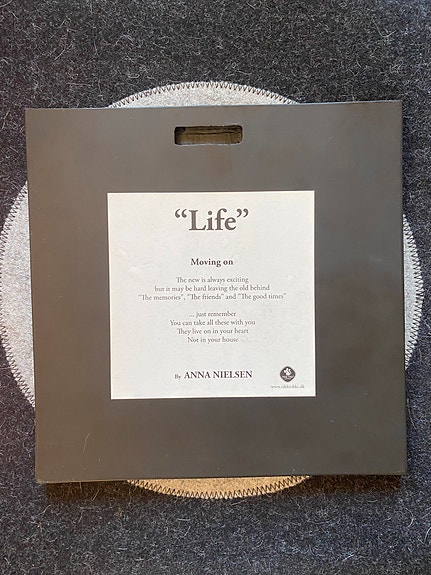 “Life”
Moving on
The new is always exciting
but it may be hard leaving the old behind
"The memories", "The friends" and "The good times"
... just remember
You can take all these with you
They live on in your heart
Not in your house
By ANNA NIELSEN